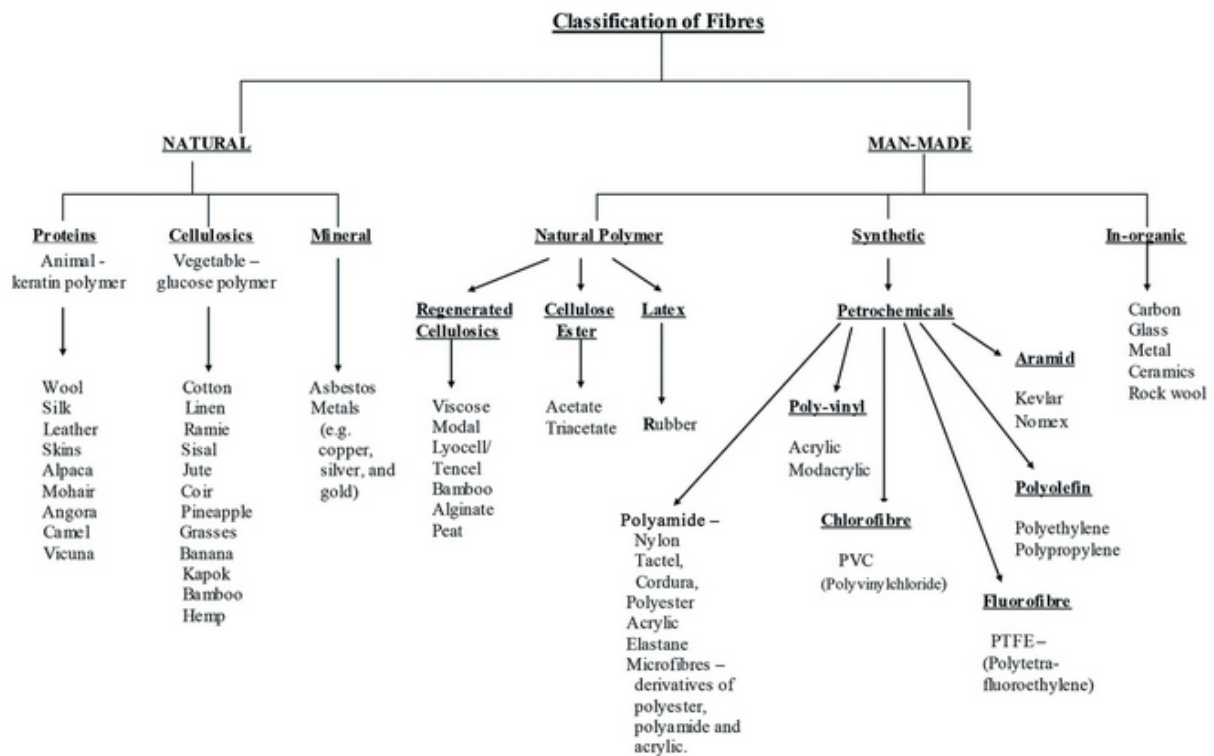 Classification of Fibres
NATURAL
MAN-MADE
Proteins
Animal -
keratin polymer
Wool
Silk
Leather
Skins
Alpaca
Mohair
Angora
Camel
Vicuna
Cellulosics
Vegetable –
glucose polymer
Cotton
Linen
Ramie
Sisal
Jute
Coir
Pineapple
Grasses
Banana
Kapok
Bamboo
Hemp
Mineral
Asbestos
Metals
(e.g.
copper,
silver, and
gold)
Natural Polymer
Regenerated
Cellulosics
Viscose
Modal
Lyocell/
Tencel
Bamboo
Alginate
Peat
Cellulose
Ester
Acetate
Triacetate
Latex
Rubber
Synthetic
Petrochemicals
Polyamide –
Nylon
Tactel,
Cordura,
Polyester
Acrylic
Elastane
Microfibres –
derivatives of
polyester,
polyamide and
acrylic.
Poly-vinyl
Acrylic
Modacrylic
Chlorofibre
PVC
(Polyvinylchloride)
Fluorofibre
PTFE –
(Polytetra-
fluoroethylene)
Polyolefin
Polyethylene
Polypropylene
Aramid
Kevlar
Nomex
In-organic
Carbon
Glass
Metal
Ceramics
Rock wool